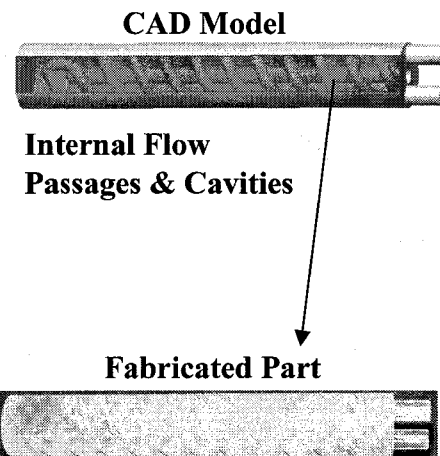 CAD Model
Internal Flow
Passages & Cavities
Fabricated Part